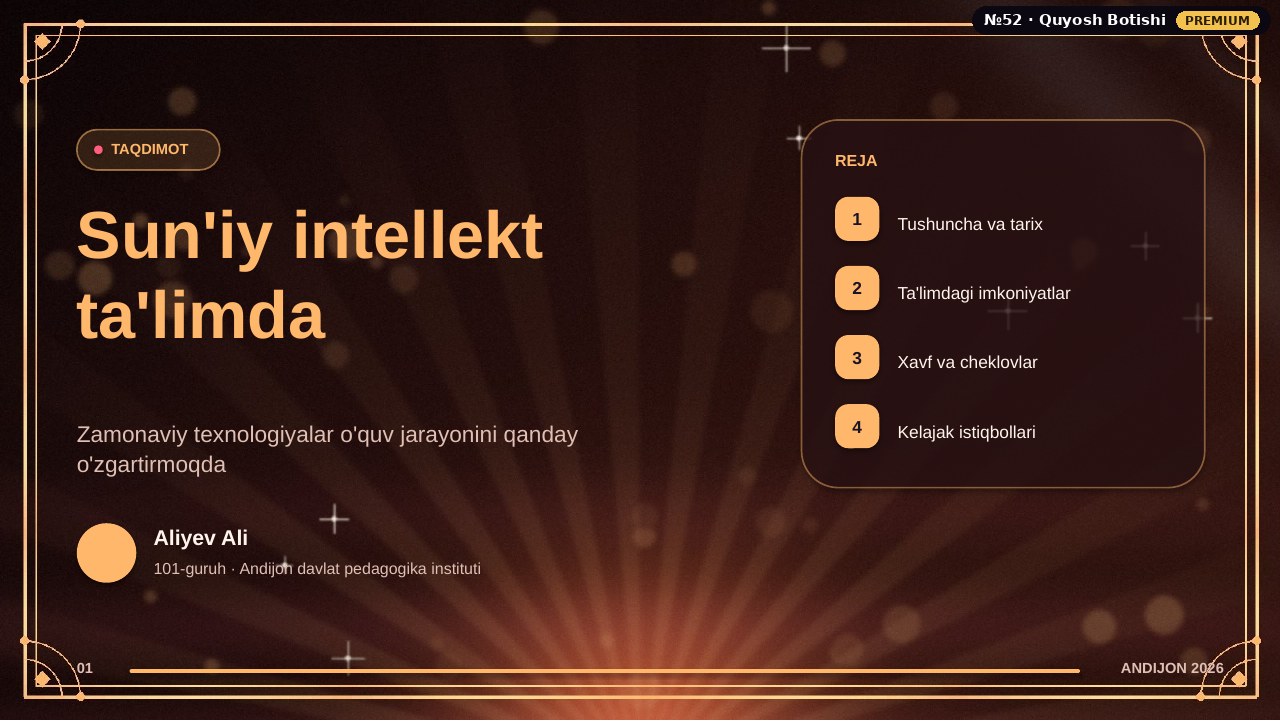 №52 · Quyosh Botishi PREMIUM
TAQDIMOT
Sun'iy intellekt
ta'limda
Zamonaviy texnologiyalar o'quv jarayonini qanday
o'zgartirmoqda
Aliyev Ali
101-guruh · Andijon davlat pedagogika instituti
REJA
1 Tushuncha va tarix
2 Ta'limdagi imkoniyatlar
3 Xavf va cheklovlar
4 Kelajak istiqbollari
01
ANDIJON 2026